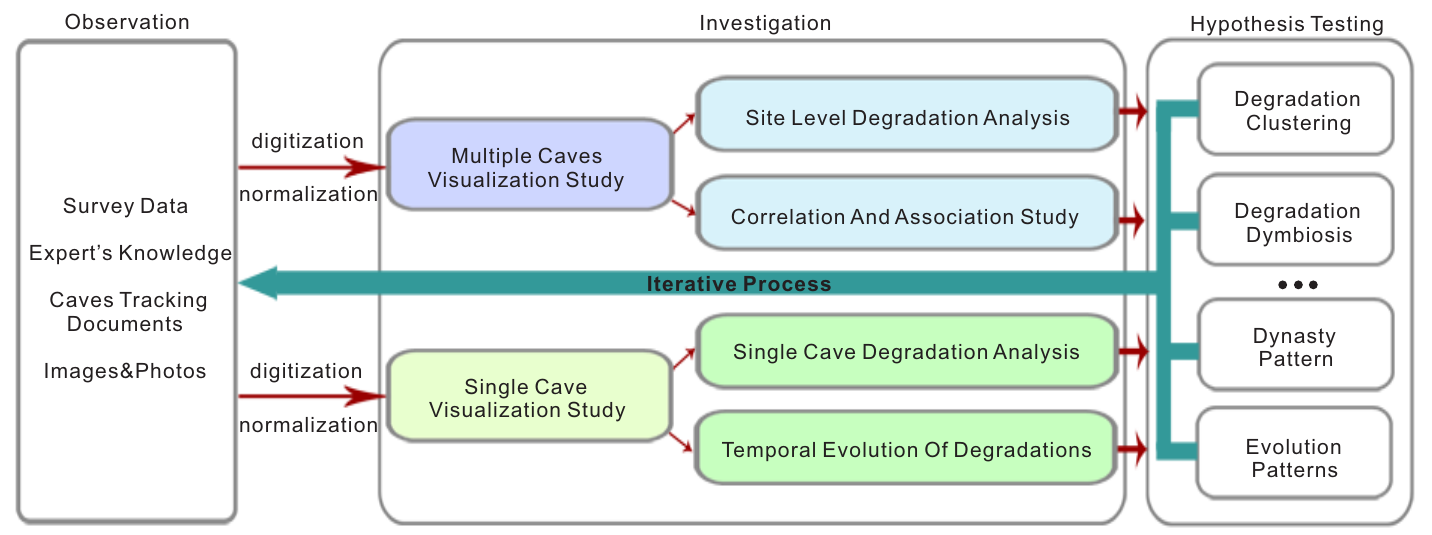 Observation
Investigation
Hypothesis Testing
Survey Data
Expert’s Knowledge
Caves Tracking
Documents
Images&Photos
digitization
normalization
digitization
normalization
Multiple Caves
Visualization Study
Site Level Degradation Analysis
Correlation And Association Study
Iterative Process
Single Cave
Visualization Study
Single Cave Degradation Analysis
Temporal Evolution Of Degradations
Degradation
Clustering
Degradation
Dymbiosis
•••
Dynasty
Pattern
Evolution
Patterns